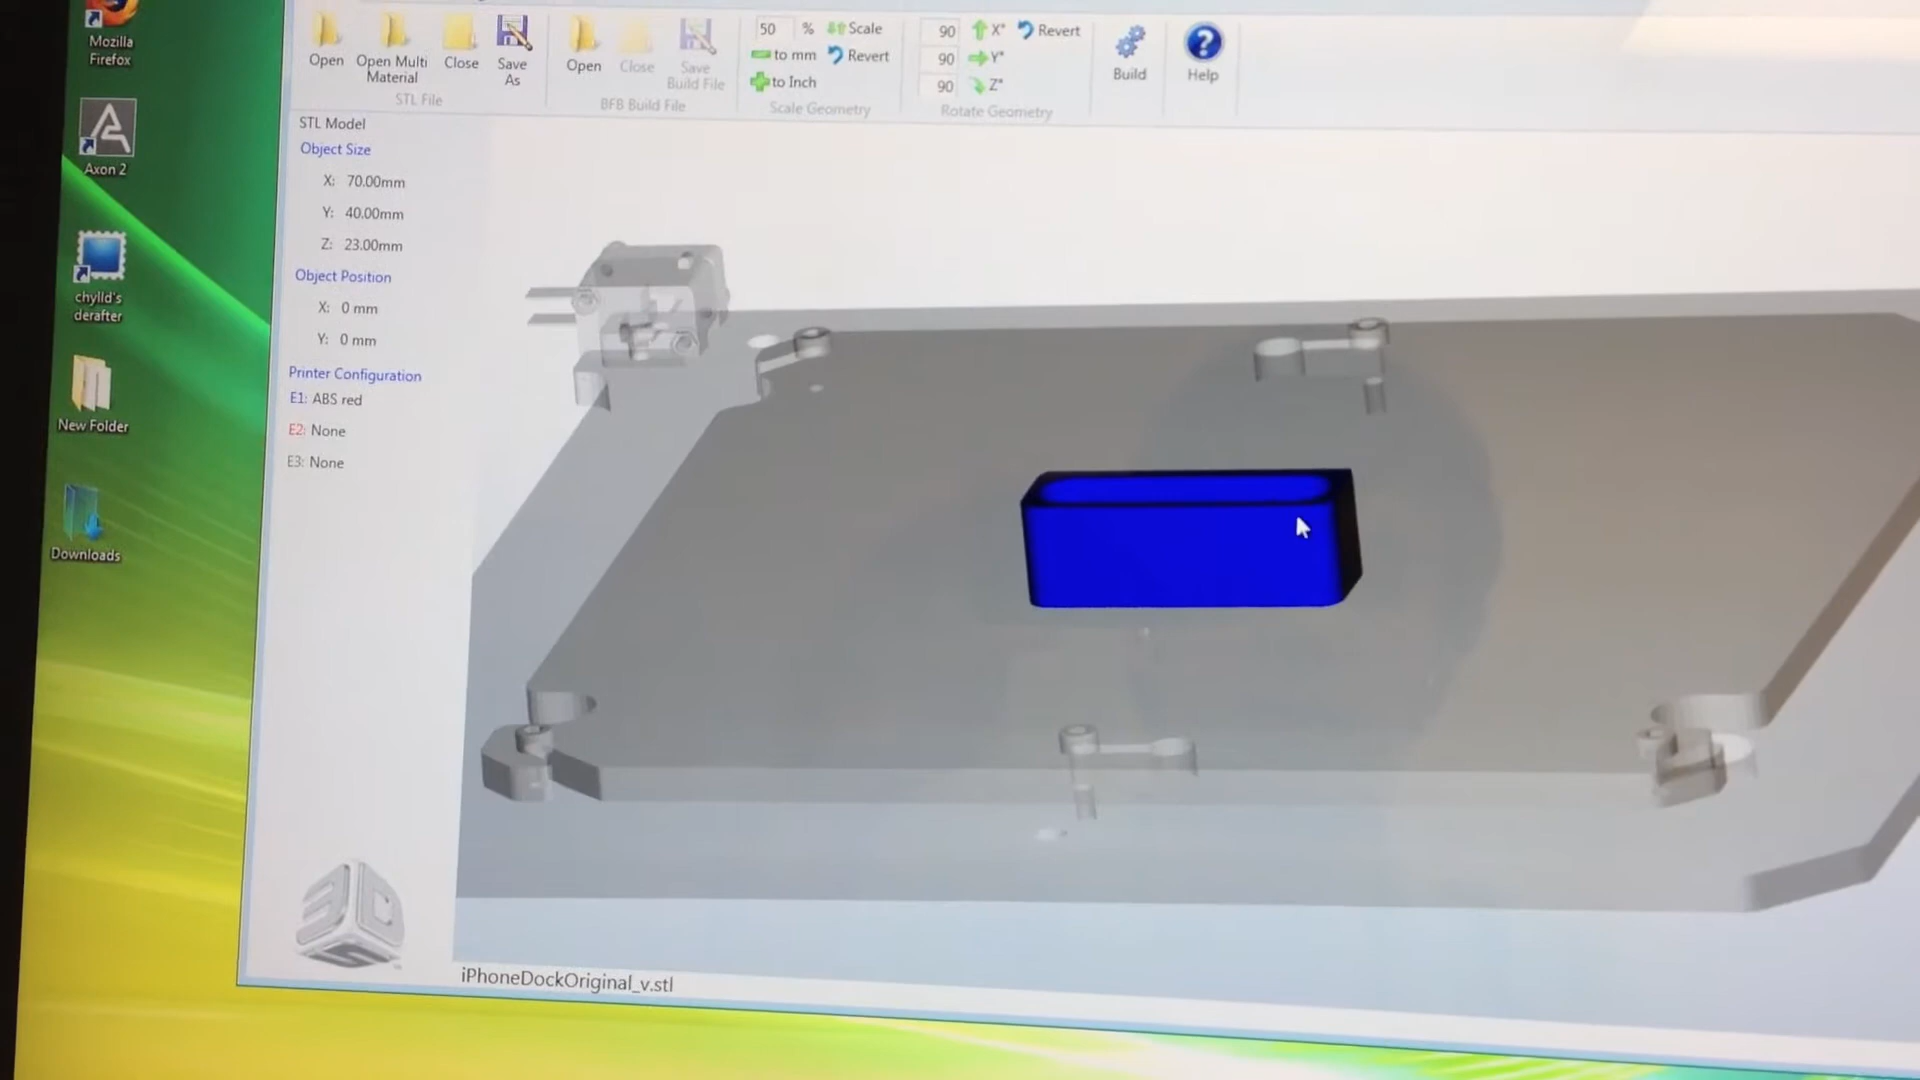 Mozilla
Firefox
Axon 2
chylld's
derafter
New Folder
Downloads
Open
Open Multi
Material
Close
Save
As
STL File
Open
Close
Save
Build File
BFB Build File
50 % Scale
to mm Revert
to Inch
Scale Geometry
90 X° Revert
90 Y°
90 Z°
Rotate Geometry
Build
Help
STL Model
Object Size
X: 70.00mm
Y: 40.00mm
Z: 23.00mm
Object Position
X: 0 mm
Y: 0 mm
Printer Configuration
E1: ABS red
E2: None
E3: None
3DS
iPhoneDockOriginal_v.stl